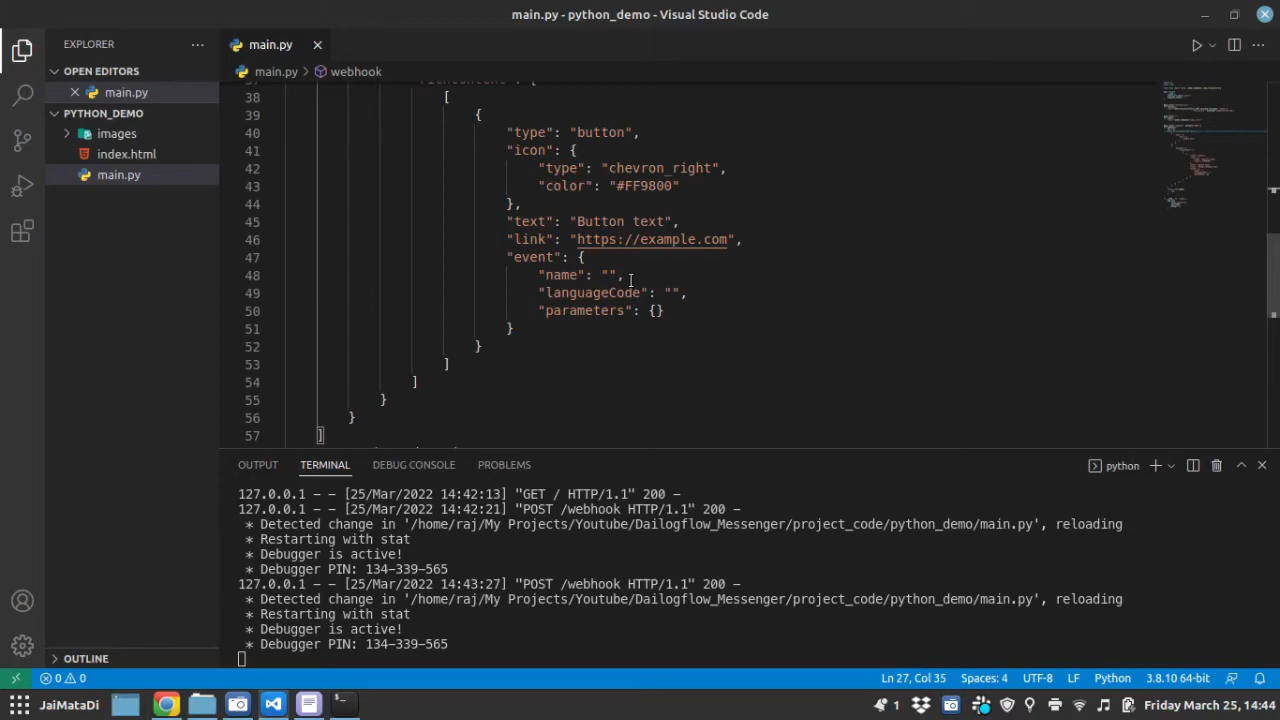 main.py - python_demo - Visual Studio Code
EXPLORER
main.py
OPEN EDITORS
main.py > webhook
main.py
PYTHON_DEMO
images
index.html
main.py
38 [
39 {
40 "type": "button",
41 "icon": {
42 "type": "chevron_right",
43 "color": "#FF9800"
44 },
45 "text": "Button text",
46 "link": "https://example.com",
47 "event": {
48 "name": "",
49 "languageCode": "",
50 "parameters": {}
51 }
52 }
53 ]
54 ]
55 }
56 }
57 ]
OUTPUT TERMINAL DEBUG CONSOLE PROBLEMS
python
127.0.0.1 - - [25/Mar/2022 14:42:13] "GET / HTTP/1.1" 200 -
127.0.0.1 - - [25/Mar/2022 14:42:21] "POST /webhook HTTP/1.1" 200 -
* Detected change in '/home/raj/My Projects/Youtube/Dailogflow_Messenger/project_code/python_demo/main.py', reloading
* Restarting with stat
* Debugger is active!
* Debugger PIN: 134-339-565
127.0.0.1 - - [25/Mar/2022 14:43:27] "POST /webhook HTTP/1.1" 200 -
* Detected change in '/home/raj/My Projects/Youtube/Dailogflow_Messenger/project_code/python_demo/main.py', reloading
* Restarting with stat
* Debugger is active!
* Debugger PIN: 134-339-565
OUTLINE
0 0 Ln 27, Col 35 Spaces: 4 UTF-8 LF Python 3.8.10 64-bit
JaiMataDi 1 Friday March 25, 14:44